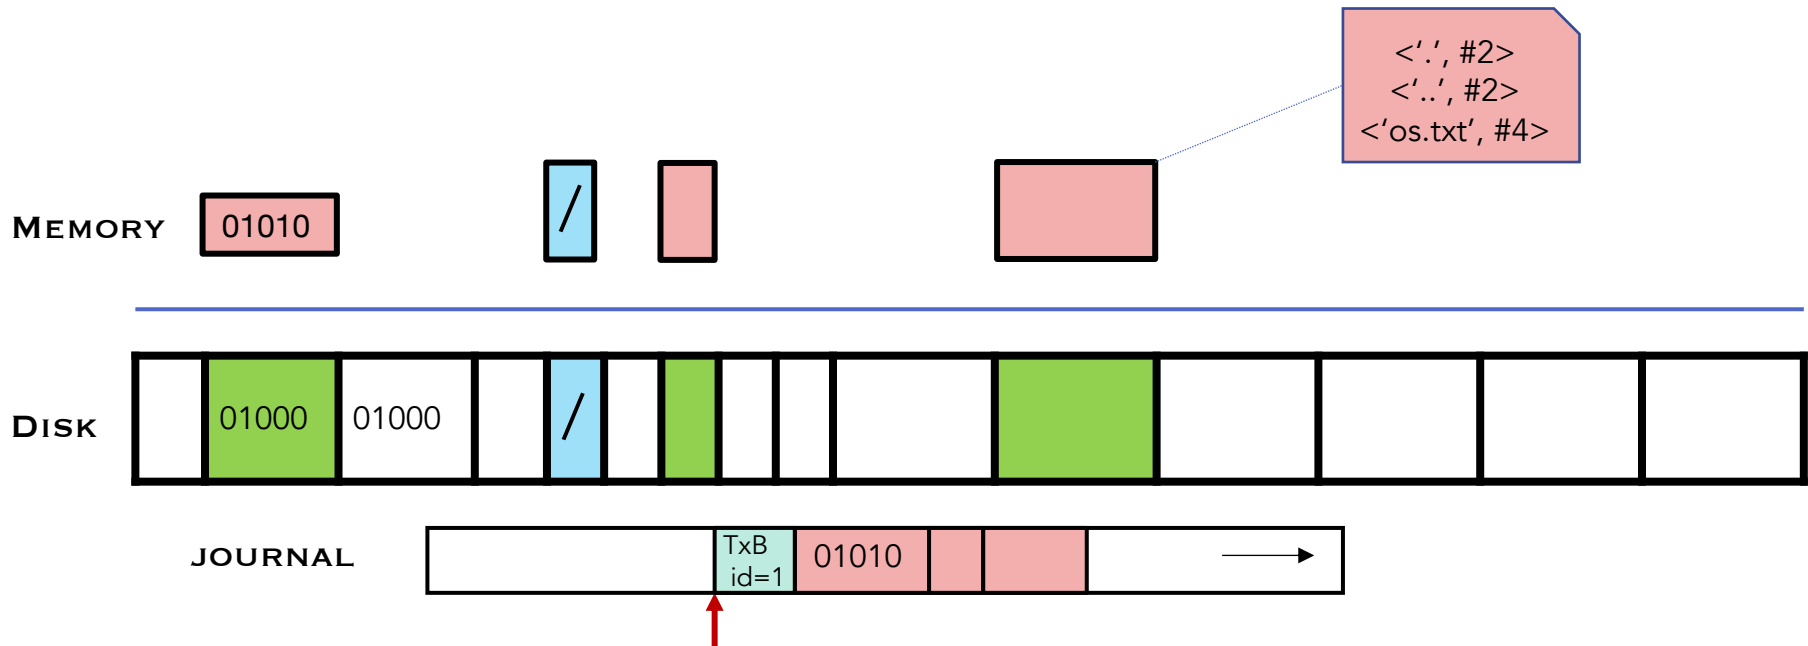 <‘.’, #2>
<‘..’, #2>
<‘os.txt’, #4>
MEMORY
01010
/
DISK
01000
01000
/
JOURNAL
TxB
id=1
01010